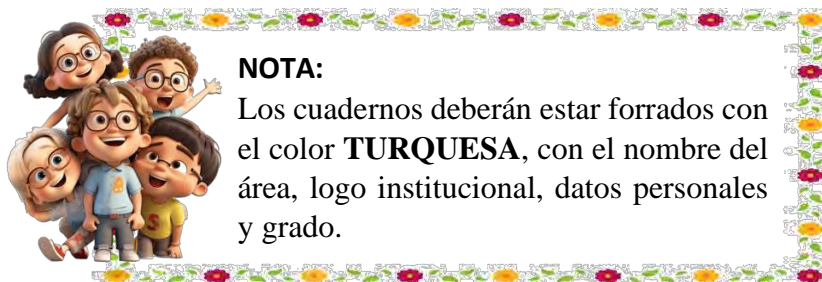 NOTA:
Los cuadernos deberán estar forrados con
el color TURQUESA, con el nombre del
área, logo institucional, datos personales
y grado.